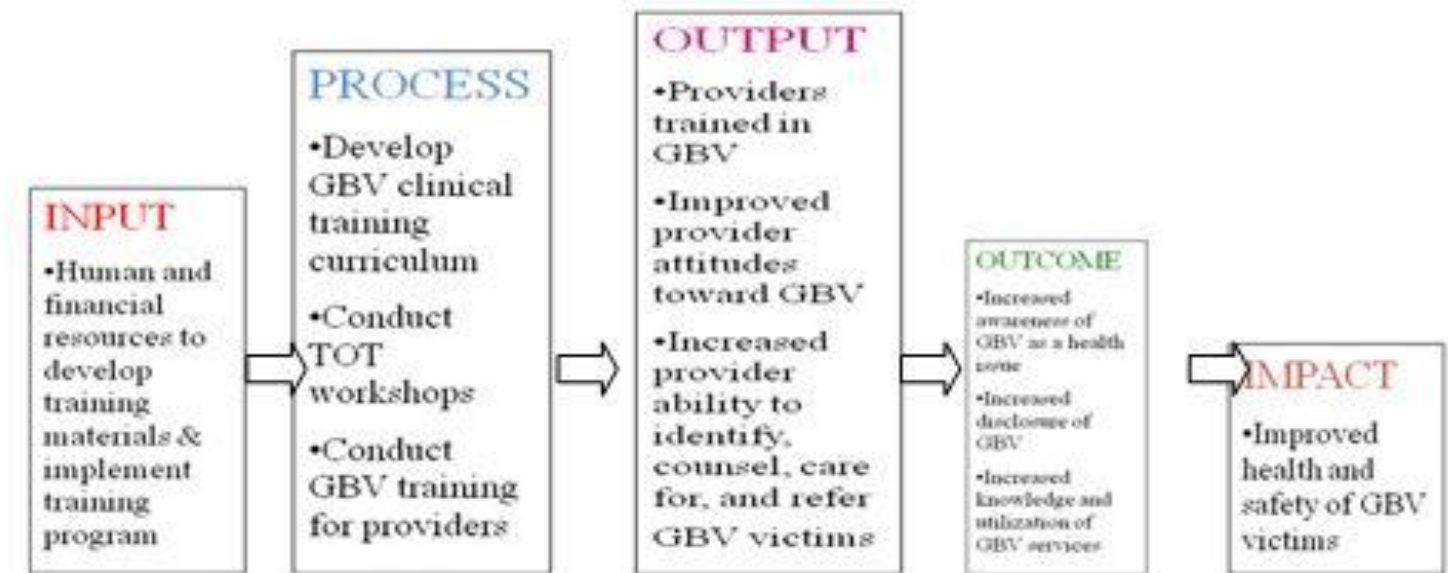 INPUT
•Human and
financial
resources to
develop
training
materials &
implement
training
program
PROCESS
•Develop
GBV clinical
training
curriculum
•Conduct
TOT
workshops
•Conduct
GBV training
for providers
OUTPUT
•Providers
trained in
GBV
•Improved
provider
attitudes
toward GBV
•Increased
provider
ability to
identify,
counsel, care
for, and refer
GBV victims
OUTCOME
•Increased
awareness of
GBV as a health
issue
•Increased
disclosure of
GBV
•Increased
knowledge and
utilization of
GBV services
IMPACT
•Improved
health and
safety of GBV
victims